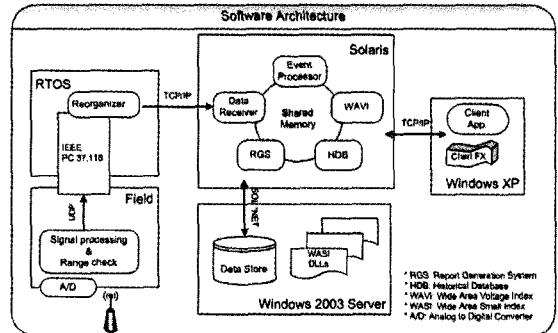 Software Architecture
Solaris
RTOS
Reorganizer
TCP/IP
IEEE
PC 37.118
Event
Processor
Data
Receiver
Shared
Memory
WAVI
RGS
HDB
TCP/IP
Client
App.
Chart FX
Windows XP
Field
UDP
Signal processing
&
Range check
A/D
Data Store
WASI
DLLs
Windows 2003 Server
* RGS: Report Generation System
* HDB: Historical Database
* WAVI: Wide Area Voltage Index
* WASI: Wide Area Small Index
* A/D: Analog to Digital Converter